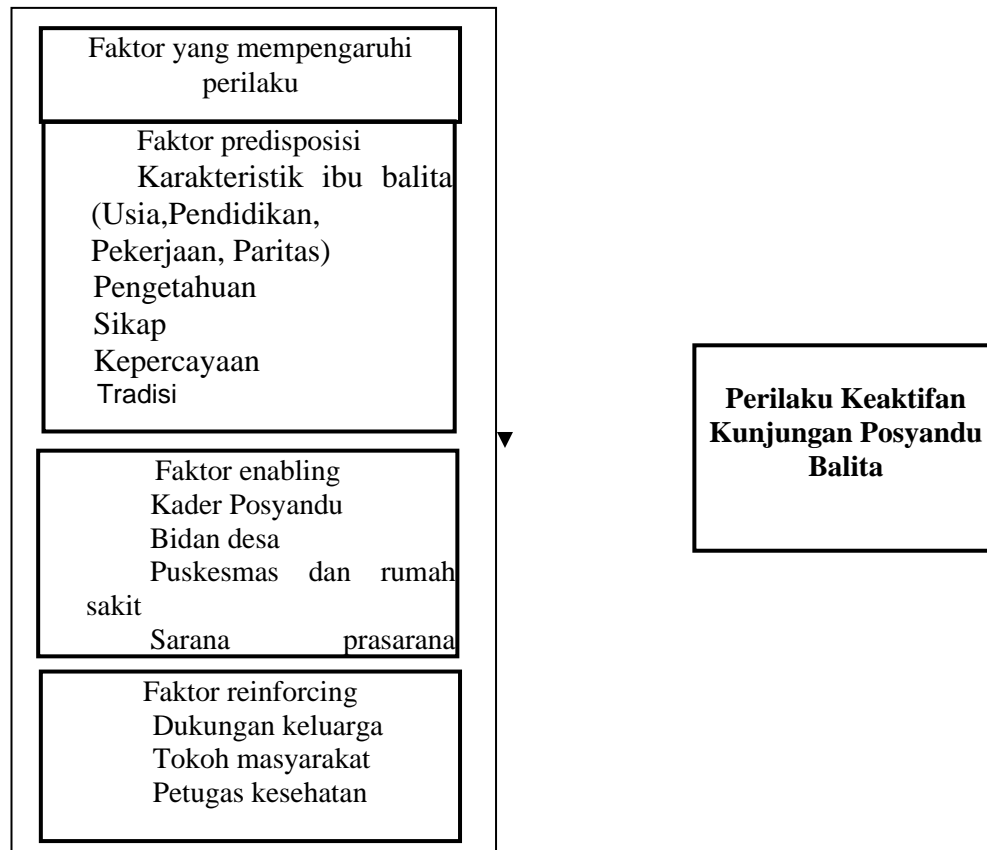 Faktor yang mempengaruhi
perilaku
Faktor predisposisi
Karakteristik ibu balita
(Usia,Pendidikan,
Pekerjaan, Paritas)
Pengetahuan
Sikap
Kepercayaan
Tradisi
Faktor enabling
Kader Posyandu
Bidan desa
Puskesmas dan rumah
sakit
Sarana prasarana
Faktor reinforcing
Dukungan keluarga
Tokoh masyarakat
Petugas kesehatan
Perilaku Keaktifan
Kunjungan Posyandu
Balita